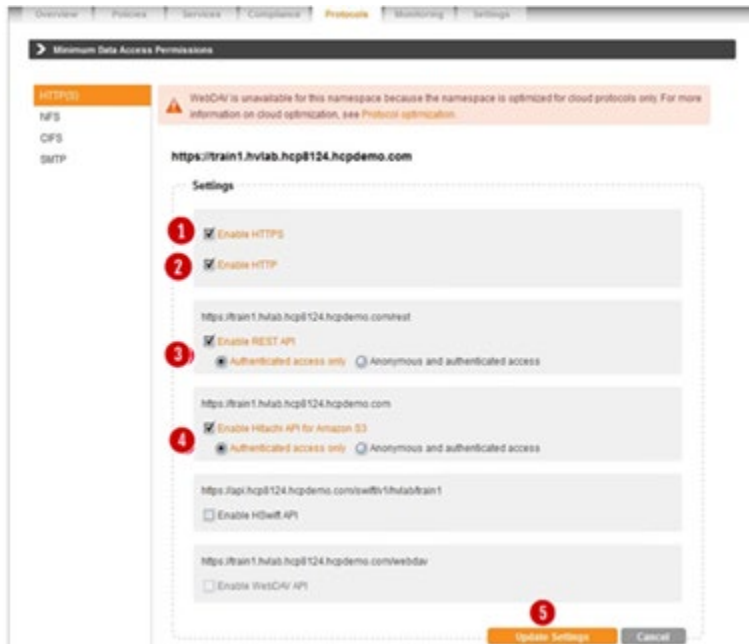 Overview Policies Services Compliance Protocols Monitoring Settings
Minimum Data Access Permissions
HTTP(S)
NFS
CIFS
SMTP
WebDAV is unavailable for this namespace because the namespace is optimized for cloud protocols only. For more
information on cloud optimization, see Protocol optimization.
https://train1.hvlab.hcp8124.hcpdemo.com
Settings
1 Enable HTTPS
2 Enable HTTP
https://train1.hvlab.hcp8124.hcpdemo.com/rest
Enable REST API
3 Authenticated access only Anonymous and authenticated access
https://train1.hvlab.hcp8124.hcpdemo.com
Enable Hitachi API for Amazon S3
4 Authenticated access only Anonymous and authenticated access
https://api.hcp8124.hcpdemo.com/swift/v1/hvlab/train1
Enable HSwift API
https://train1.hvlab.hcp8124.hcpdemo.com/webdav
Enable WebDAV API
5
Update Settings Cancel